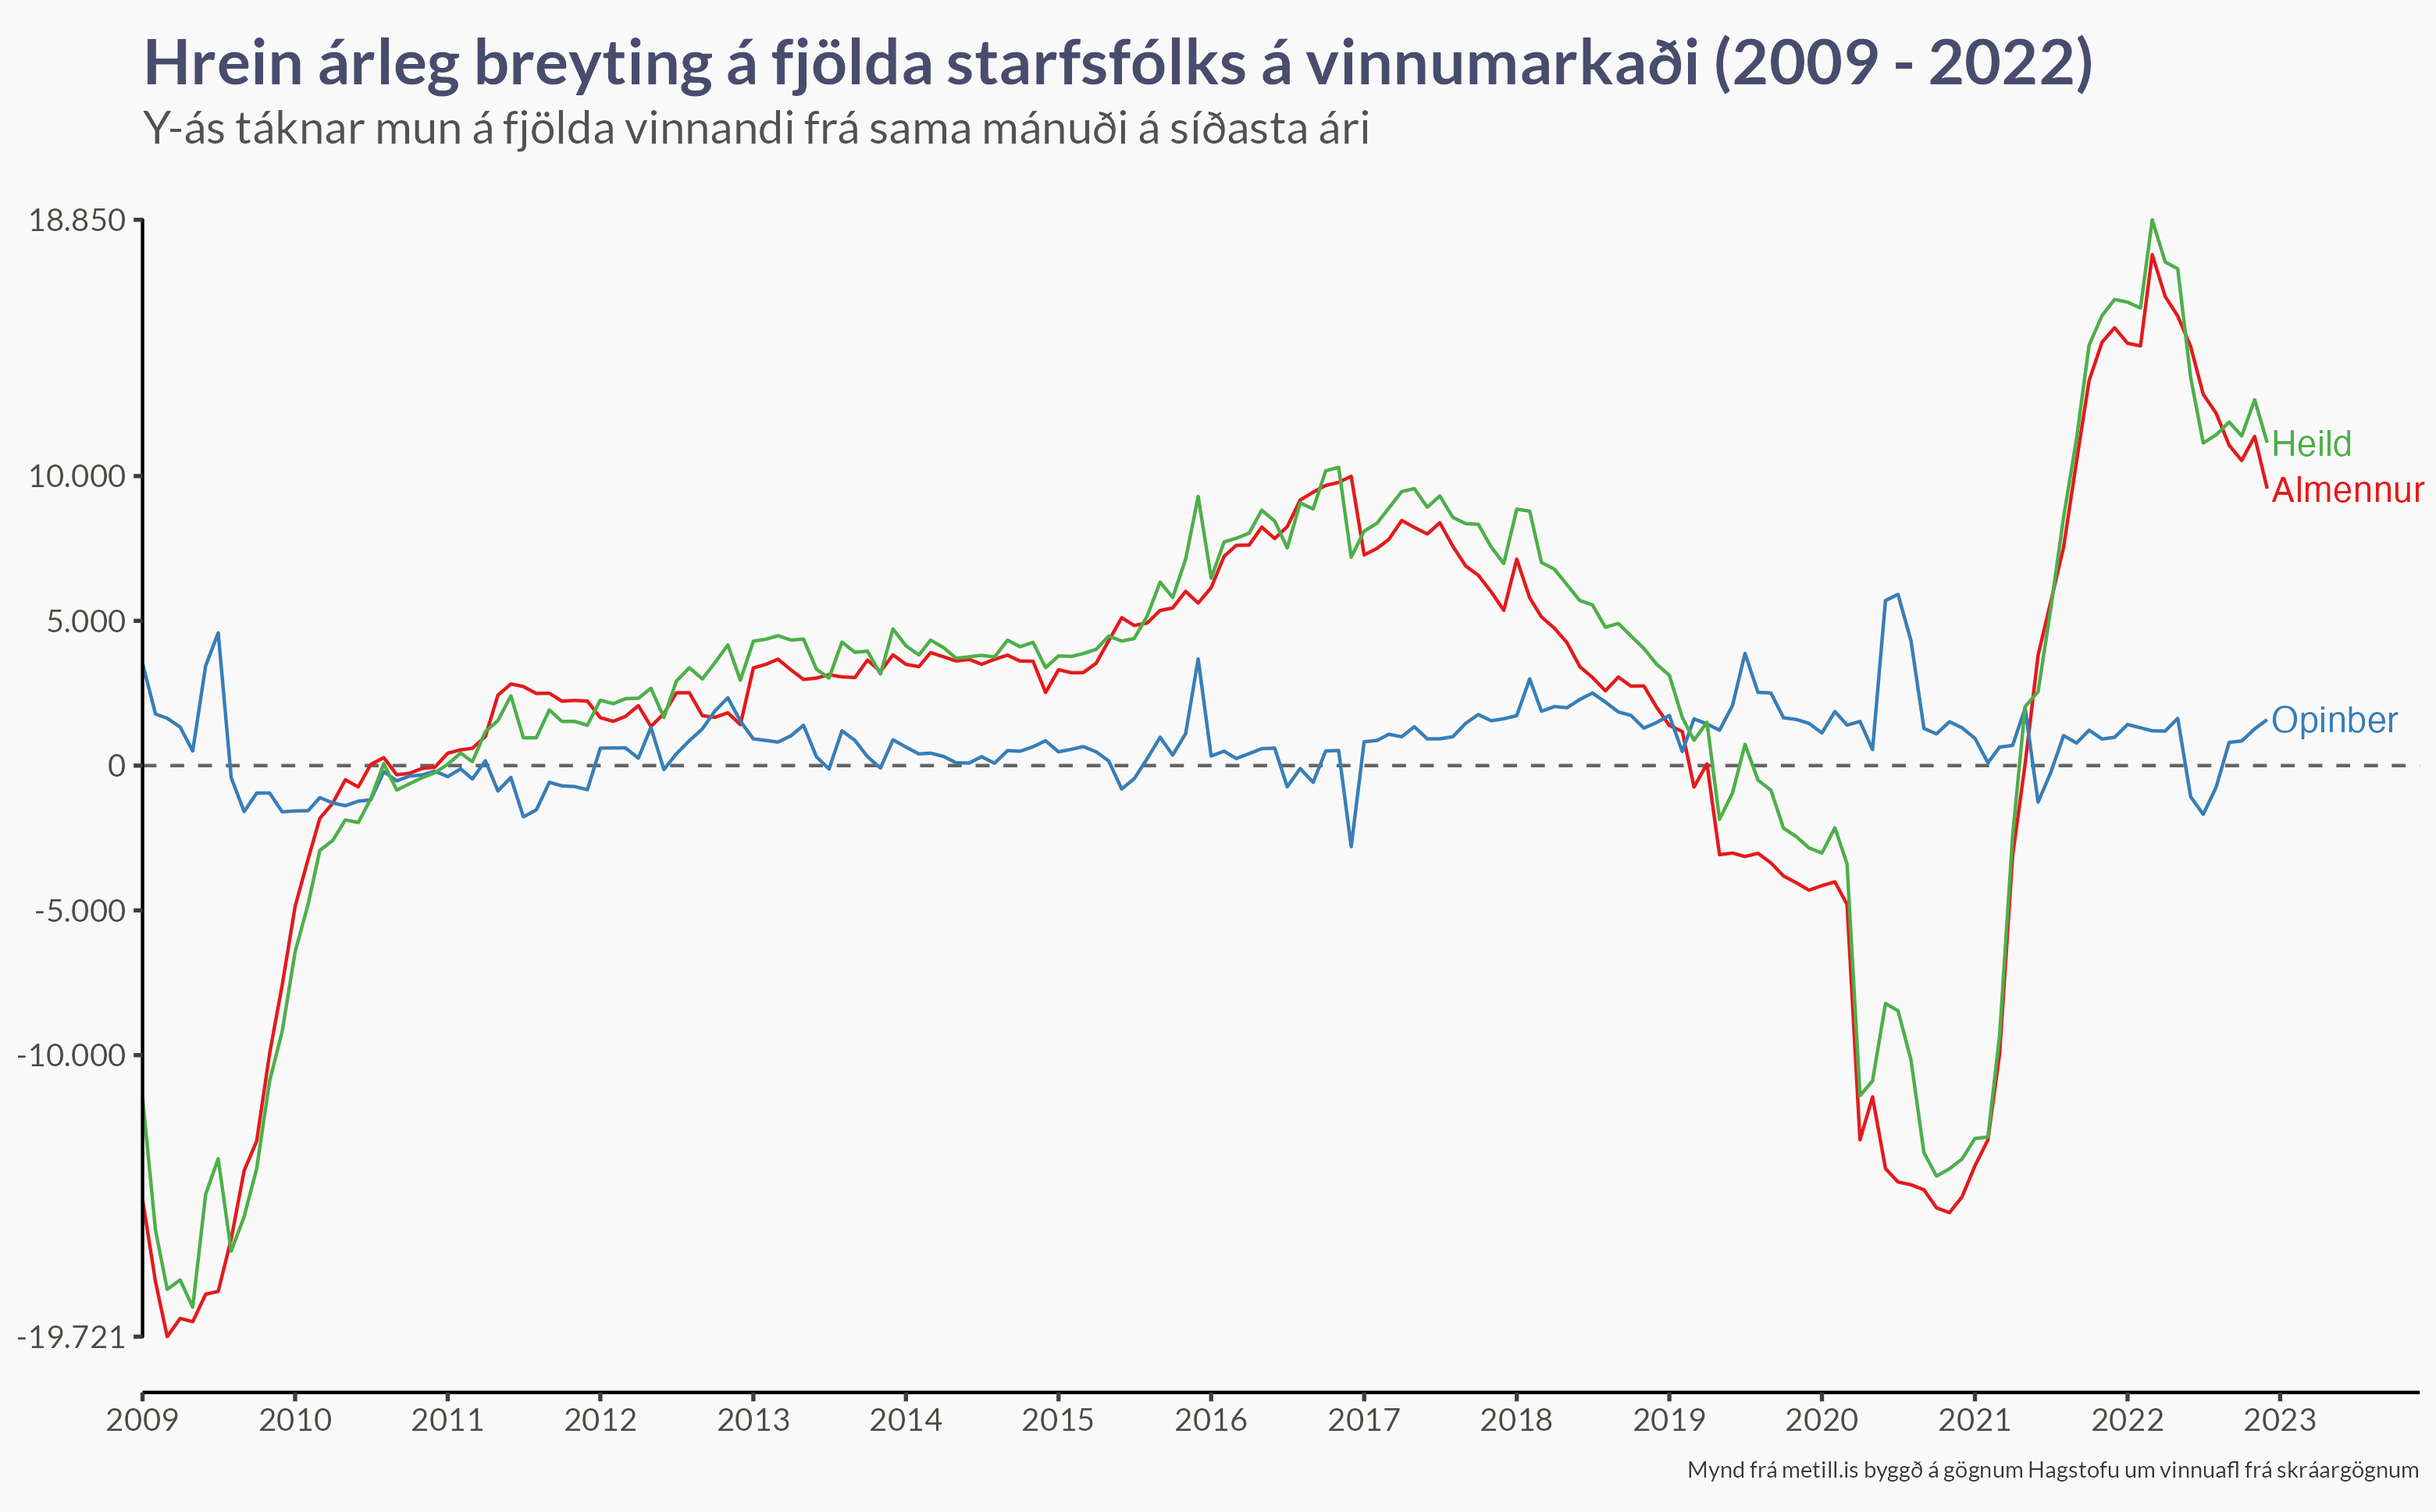 Hrein árleg breyting á fjölda starfsfólks á vinnumarkaði (2009 - 2022)
Y-ás táknar mun á fjölda vinnandi frá sama mánuði á síðasta ári
18.850
10.000
5.000
0
-5.000
-10.000
-19.721
Heild
Almennur
Opinber
2009 2010 2011 2012 2013 2014 2015 2016 2017 2018 2019 2020 2021 2022 2023
Mynd frá metill.is byggð á gögnum Hagstofu um vinnuafl frá skráargögnum